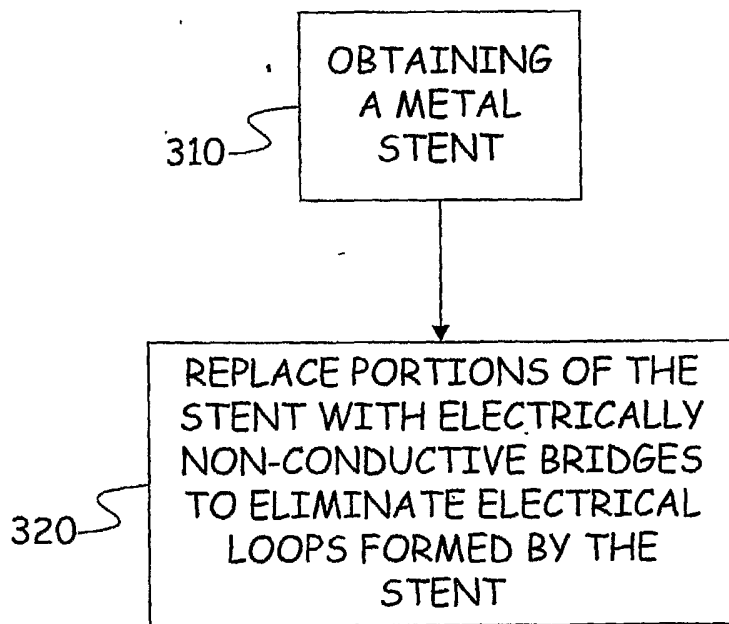 OBTAINING
A METAL
STENT
310
REPLACE PORTIONS OF THE
STENT WITH ELECTRICALLY
NON-CONDUCTIVE BRIDGES
TO ELIMINATE ELECTRICAL
LOOPS FORMED BY THE
STENT
320